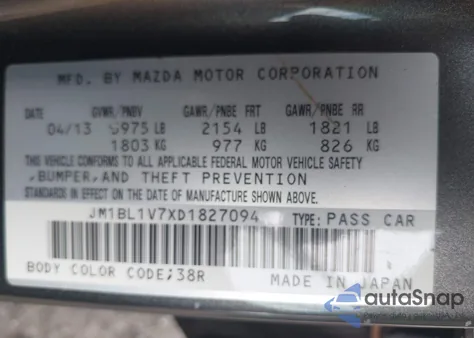 MFD. BY MAZDA MOTOR CORPORATION
DATE GVWR/PNBV GAWR/PNBE FRT GAWR/PNBE RR
04/13 3975 LB 2154 LB 1821 LB
1803 KG 977 KG 826 KG
THIS VEHICLE CONFORMS TO ALL APPLICABLE FEDERAL MOTOR VEHICLE SAFETY
,BUMPER,AND THEFT PREVENTION
STANDARDS IN EFFECT ON THE DATE OF MANUFACTURE SHOWN ABOVE.
JM1BL1V7XD1827094 TYPE: PASS CAR
BODY COLOR CODE;38R MADE IN JAPAN
autaSnap